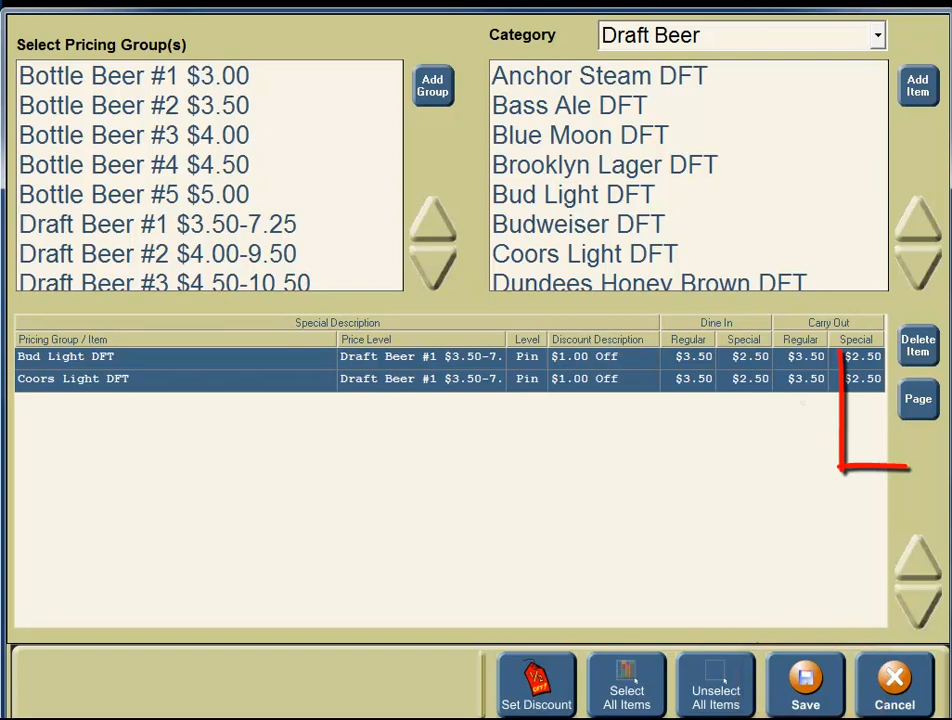 Select Pricing Group(s)
Category
Draft Beer
Bottle Beer #1 $3.00
Bottle Beer #2 $3.50
Bottle Beer #3 $4.00
Bottle Beer #4 $4.50
Bottle Beer #5 $5.00
Draft Beer #1 $3.50-7.25
Draft Beer #2 $4.00-9.50
Draft Beer #3 $4.50-10.50
Add
Group
Anchor Steam DFT
Bass Ale DFT
Blue Moon DFT
Brooklyn Lager DFT
Bud Light DFT
Budweiser DFT
Coors Light DFT
Dundees Honey Brown DFT
Add
Item
Special Description Dine In Carry Out
Pricing Group / Item Price Level Level Discount Description Regular Special Regular Special
Bud Light DFT Draft Beer #1 $3.50-7. Pin $1.00 Off $3.50 $2.50 $3.50 $2.50
Coors Light DFT Draft Beer #1 $3.50-7. Pin $1.00 Off $3.50 $2.50 $3.50 $2.50
Delete
Item
Page
Set Discount
Select
All Items
Unselect
All Items
Save
Cancel